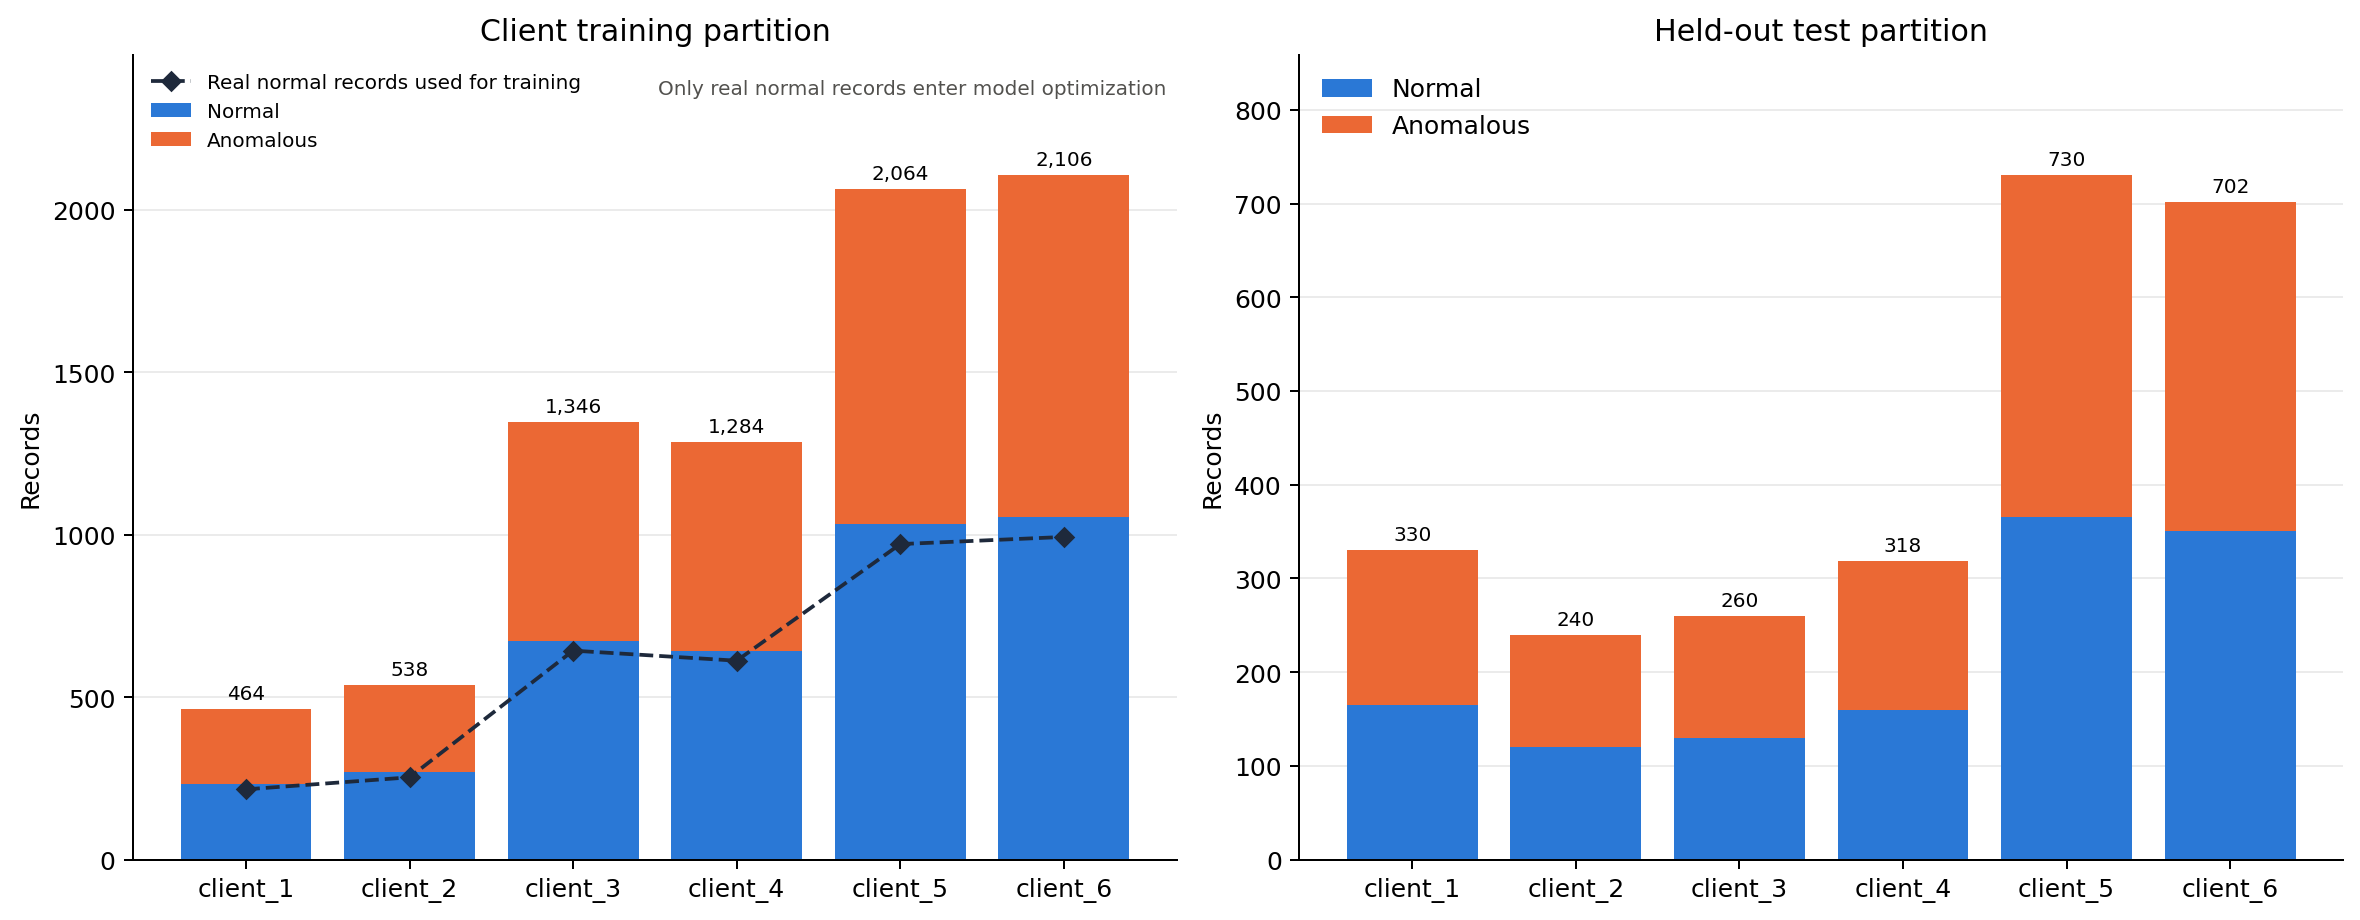 Client training partition
Real normal records used for training
Normal
Anomalous
Only real normal records enter model optimization
Records
2000
1500
1000
500
0
464
538
1,346
1,284
2,064
2,106
client_1
client_2
client_3
client_4
client_5
client_6
Held-out test partition
Normal
Anomalous
Records
800
700
600
500
400
300
200
100
0
330
240
260
318
730
702
client_1
client_2
client_3
client_4
client_5
client_6